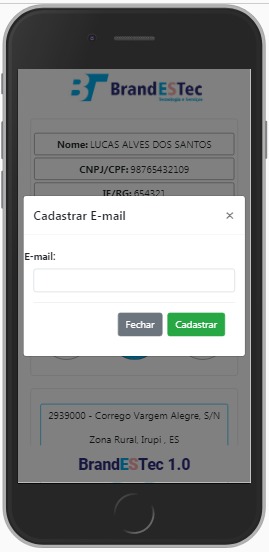 BrandESTec
tecnologia e serviços
Nome: LUCAS ALVES DOS SANTOS
CNPJ/CPF: 98765432109
IE/RG: 654321
Cadastrar E-mail ×
E-mail:
Fechar Cadastrar
2939000 - Corrego Vargem Alegre, S/N
Zona Rural, Irupi , ES
BrandESTec 1.0